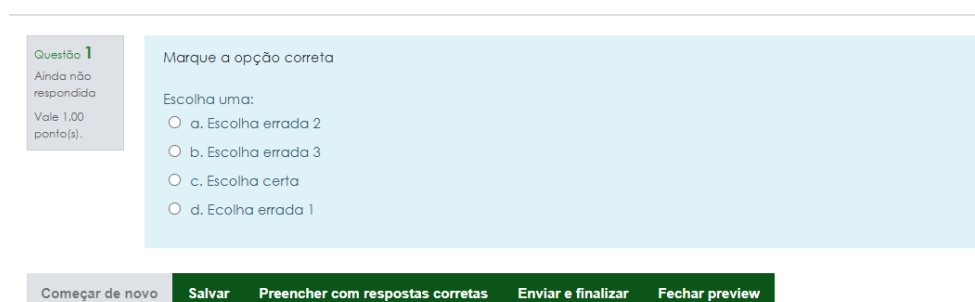 Questão 1
Ainda não
respondida
Vale 1,00
ponto(s).
Marque a opção correta
Escolha uma:
a. Escolha errada 2
b. Escolha errada 3
c. Escolha certa
d. Ecolha errada 1
Começar de novo Salvar Preencher com respostas corretas Enviar e finalizar Fechar preview